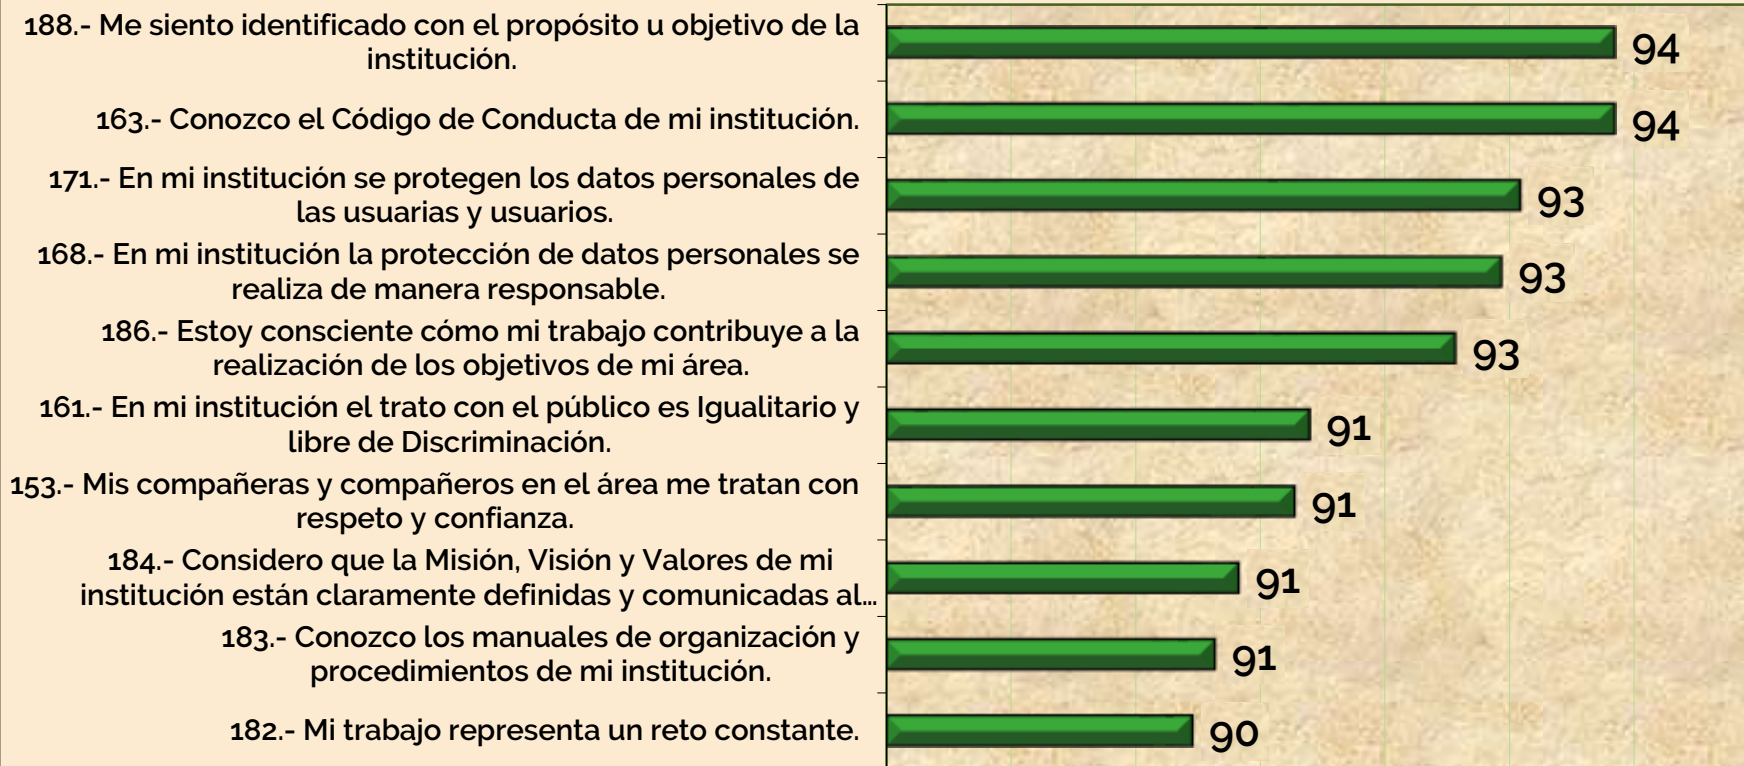 188.- Me siento identificado con el propósito u objetivo de la
institución.
94
163.- Conozco el Código de Conducta de mi institución.
94
171.- En mi institución se protegen los datos personales de
las usuarias y usuarios.
93
168.- En mi institución la protección de datos personales se
realiza de manera responsable.
93
186.- Estoy consciente cómo mi trabajo contribuye a la
realización de los objetivos de mi área.
93
161.- En mi institución el trato con el público es Igualitario y
libre de Discriminación.
91
153.- Mis compañeras y compañeros en el área me tratan con
respeto y confianza.
91
184.- Considero que la Misión, Visión y Valores de mi
institución están claramente definidas y comunicadas al...
91
183.- Conozco los manuales de organización y
procedimientos de mi institución.
91
182.- Mi trabajo representa un reto constante.
90